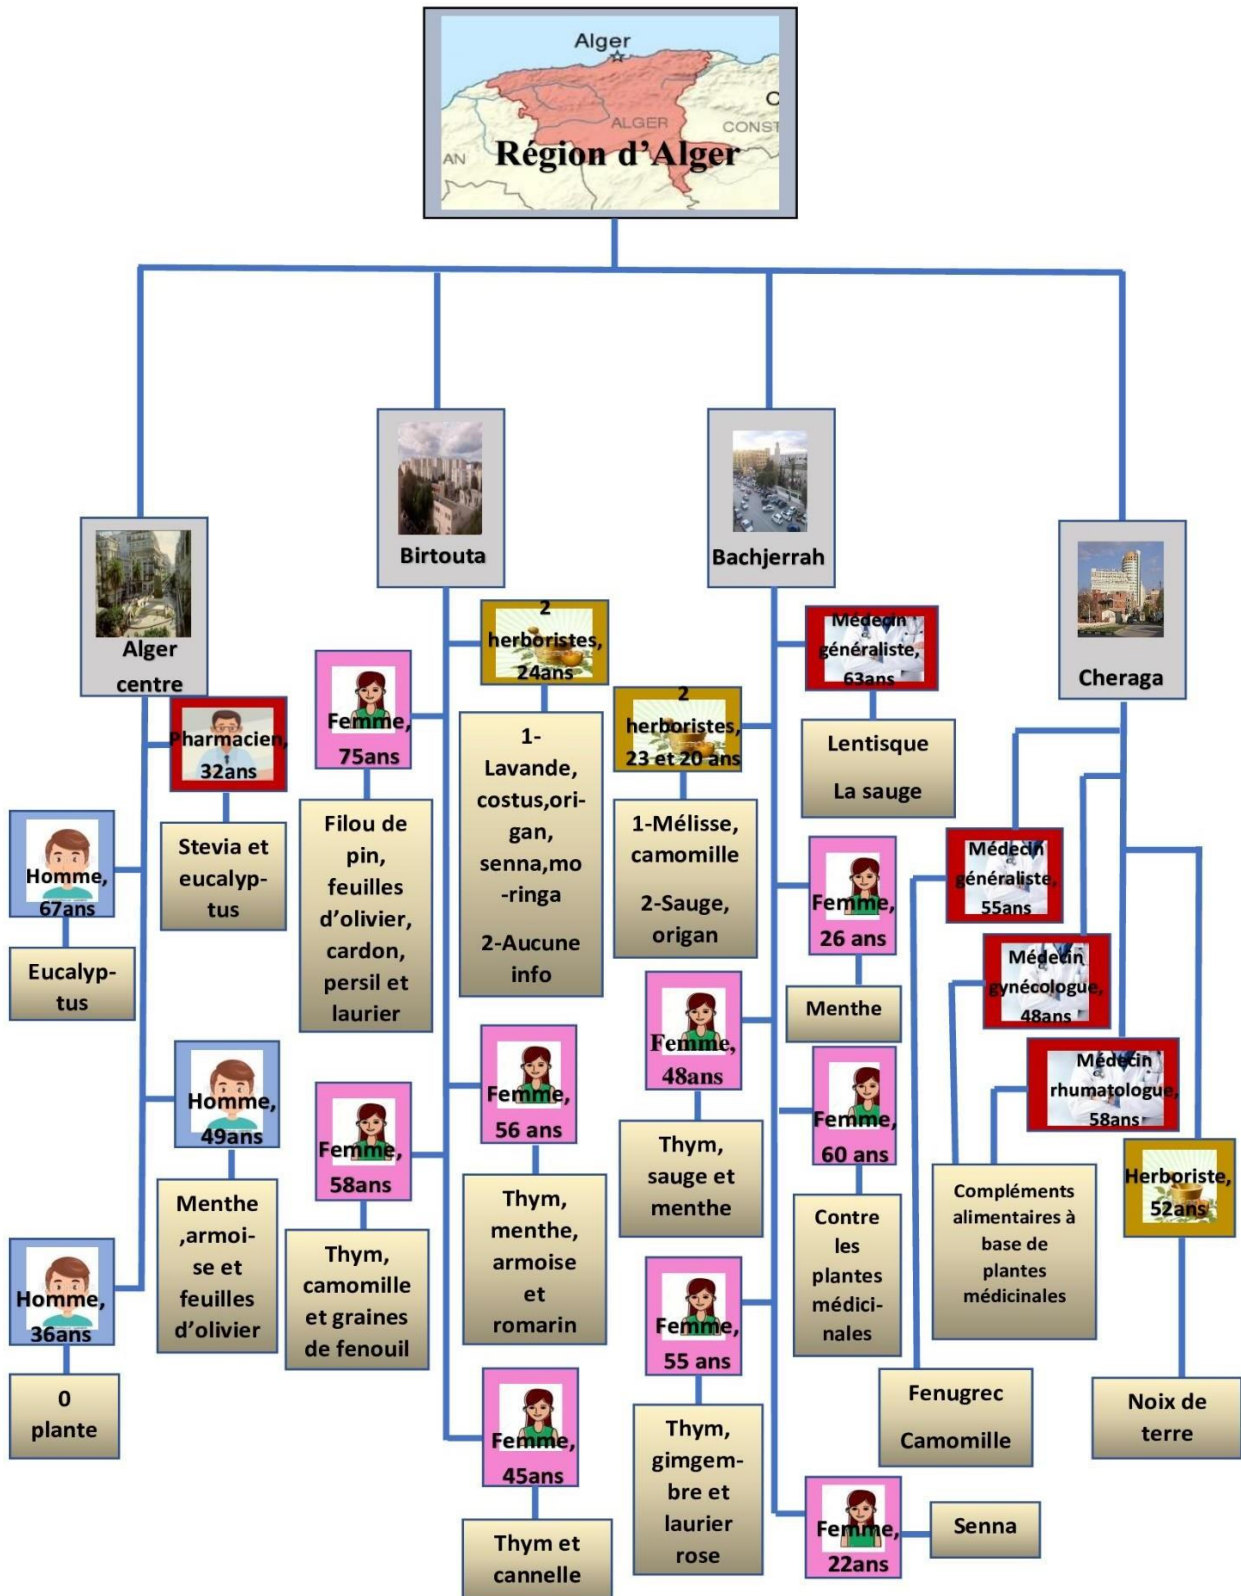 Alger
ALGER
C
CONST
AN
Région d'Alger
Alger
centre
Pharmacien,
32ans
Stevia et
eucalyp-
tus
Homme,
67ans
Eucalyp-
tus
Homme,
49ans
Menthe
,armoi-
se et
feuilles
d'olivier
Homme,
36ans
0
plante
Birtouta
2
herboristes,
24ans
1-
Lavande,
costus,ori-
gan,
senna,mo
-ringa
2-Aucune
info
Femme,
75ans
Filou de
pin,
feuilles
d'olivier,
cardon,
persil et
laurier
Femme,
56 ans
Thym,
menthe,
armoise
et
romarin
Femme,
58ans
Thym,
camomille
et graines
de fenouil
Femme,
45ans
Thym et
cannelle
Bachjerrah
Médecin
généraliste,
63ans
Lentisque
La sauge
2
herboristes,
23 et 20 ans
1-Mélisse,
camomille
2-Sauge,
origan
Femme,
26 ans
Menthe
Femme,
48ans
Thym,
sauge et
menthe
Femme,
60 ans
Contre
les
plantes
médici-
nales
Femme,
55 ans
Thym,
gimgem-
bre et
laurier
rose
Femme,
22ans
Senna
Cheraga
Médecin
généraliste,
55ans
Fenugrec
Camomille
Médecin
gynécologue,
48ans
Médecin
rhumatologue,
58ans
Compléments
alimentaires à
base de
plantes
médicinales
Herboriste,
52ans
Noix de
terre